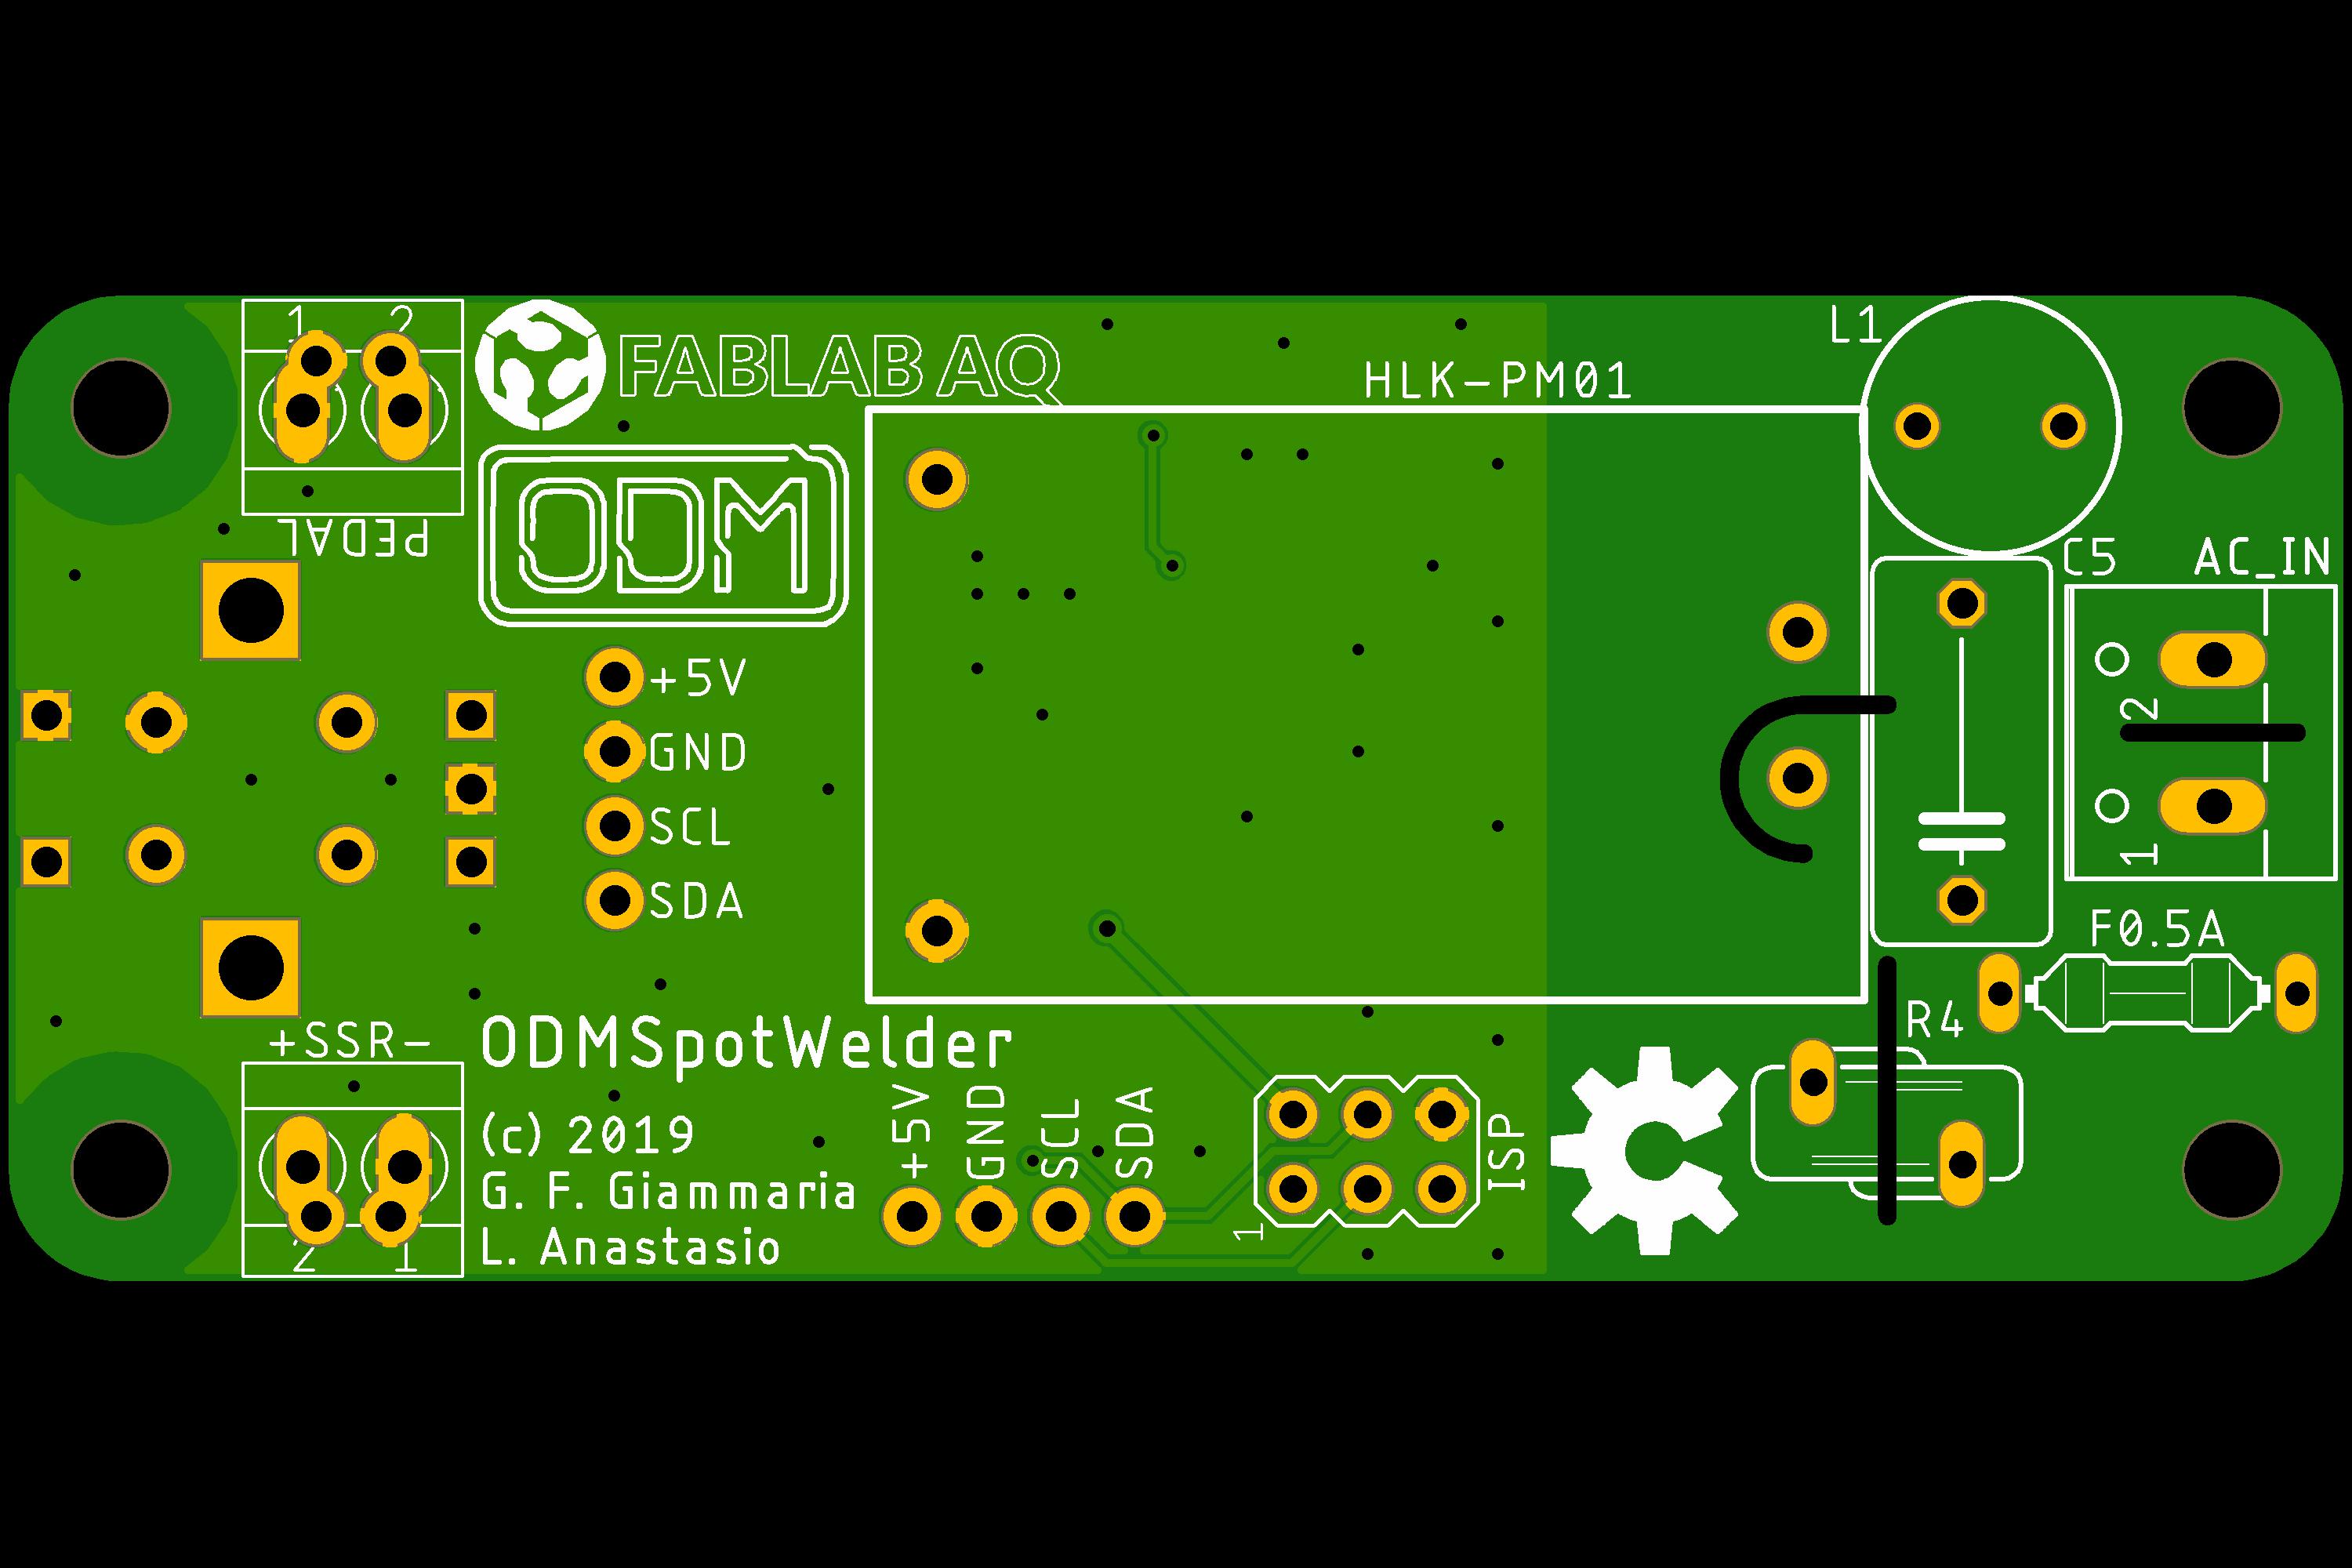 1 2
PEDAL
FABLAB AQ
HLK-PM01
L1
ODM
C5
AC_IN
2
1
+5V
GND
SCL
SDA
F0.5A
R4
+SSR-
2 1
ODMSpotWelder
(c) 2019
G. F. Giammaria
L. Anastasio
+5V
GND
SCL
SDA
1
ISP